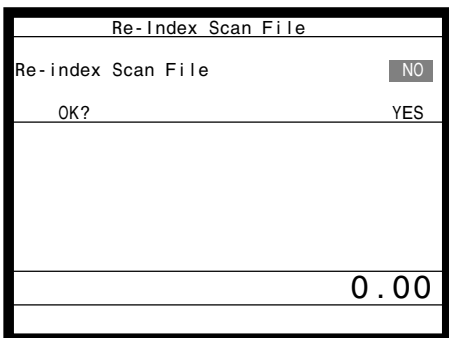 Re-Index Scan File
Re-index Scan File NO
OK? YES
0.00